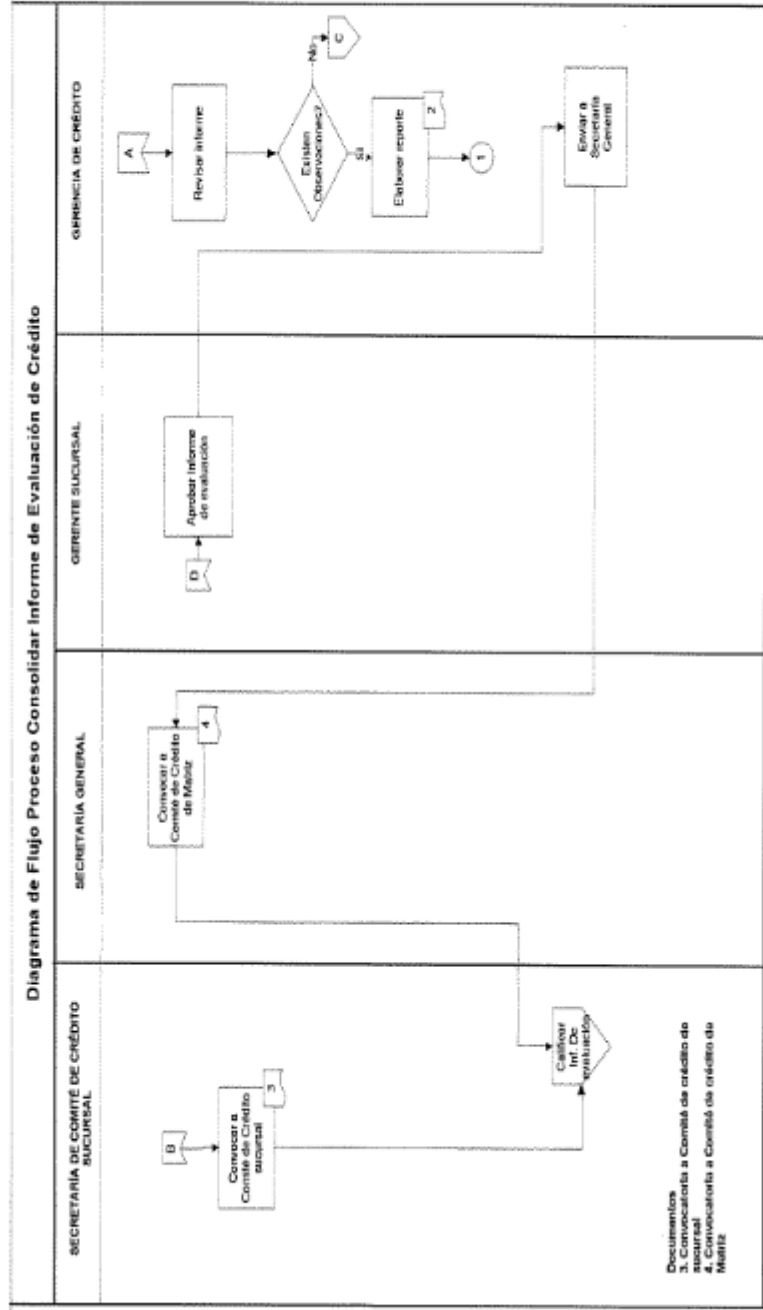 Diagrama de Flujo Proceso Consolidar Informe de Evaluación de Crédito
SECRETARÍA DE COMITÉ DE CRÉDITO
SUCURSAL
SECRETARÍA GENERAL
GERENTE SUCURSAL
GERENCIA DE CRÉDITO
B
Convocar a
Comité de Crédito
sucursal
3
Calificar
Inf. De
evaluación
Documentos
3. Convocatoria a Comité de crédito de
sucursal
4. Convocatoria a Comité de crédito de
Matriz
Convocar a
Comité de Crédito
de Matriz
4
D
Aprobar informe
de evaluación
A
Revisar informe
Existen
Observaciones?
No
C
si
Elaborar reporte
2
1
Enviar a
Secretaría
General